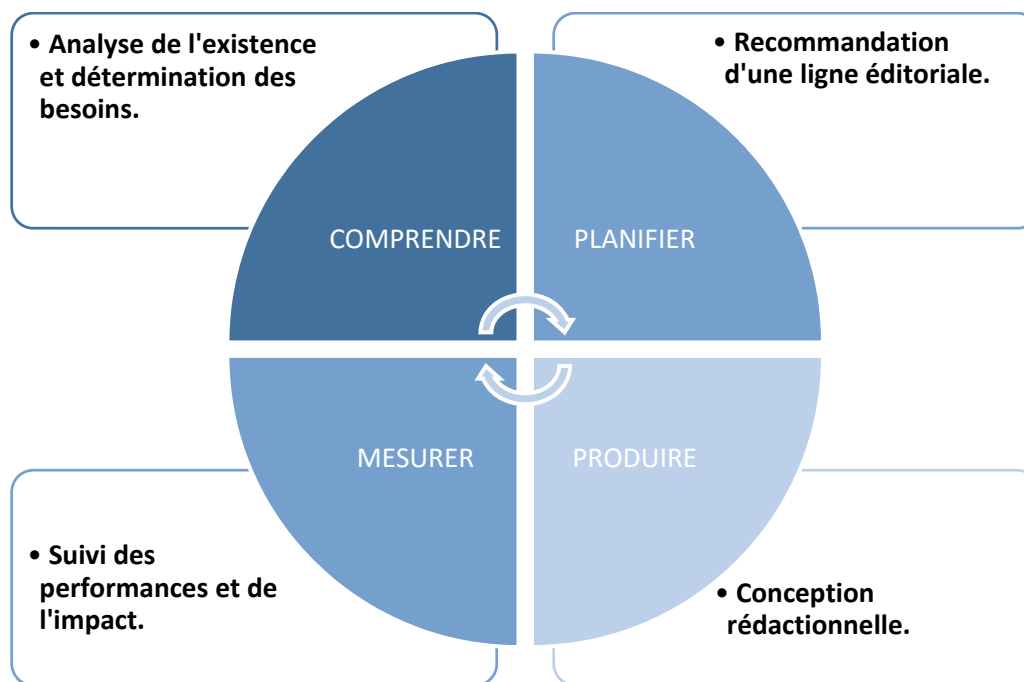 • Analyse de l'existence
et détermination des
besoins.
• Recommandation
d'une ligne éditoriale.
COMPRENDRE
PLANIFIER
MESURER
PRODUIRE
• Suivi des
performances et de
l'impact.
• Conception
rédactionnelle.